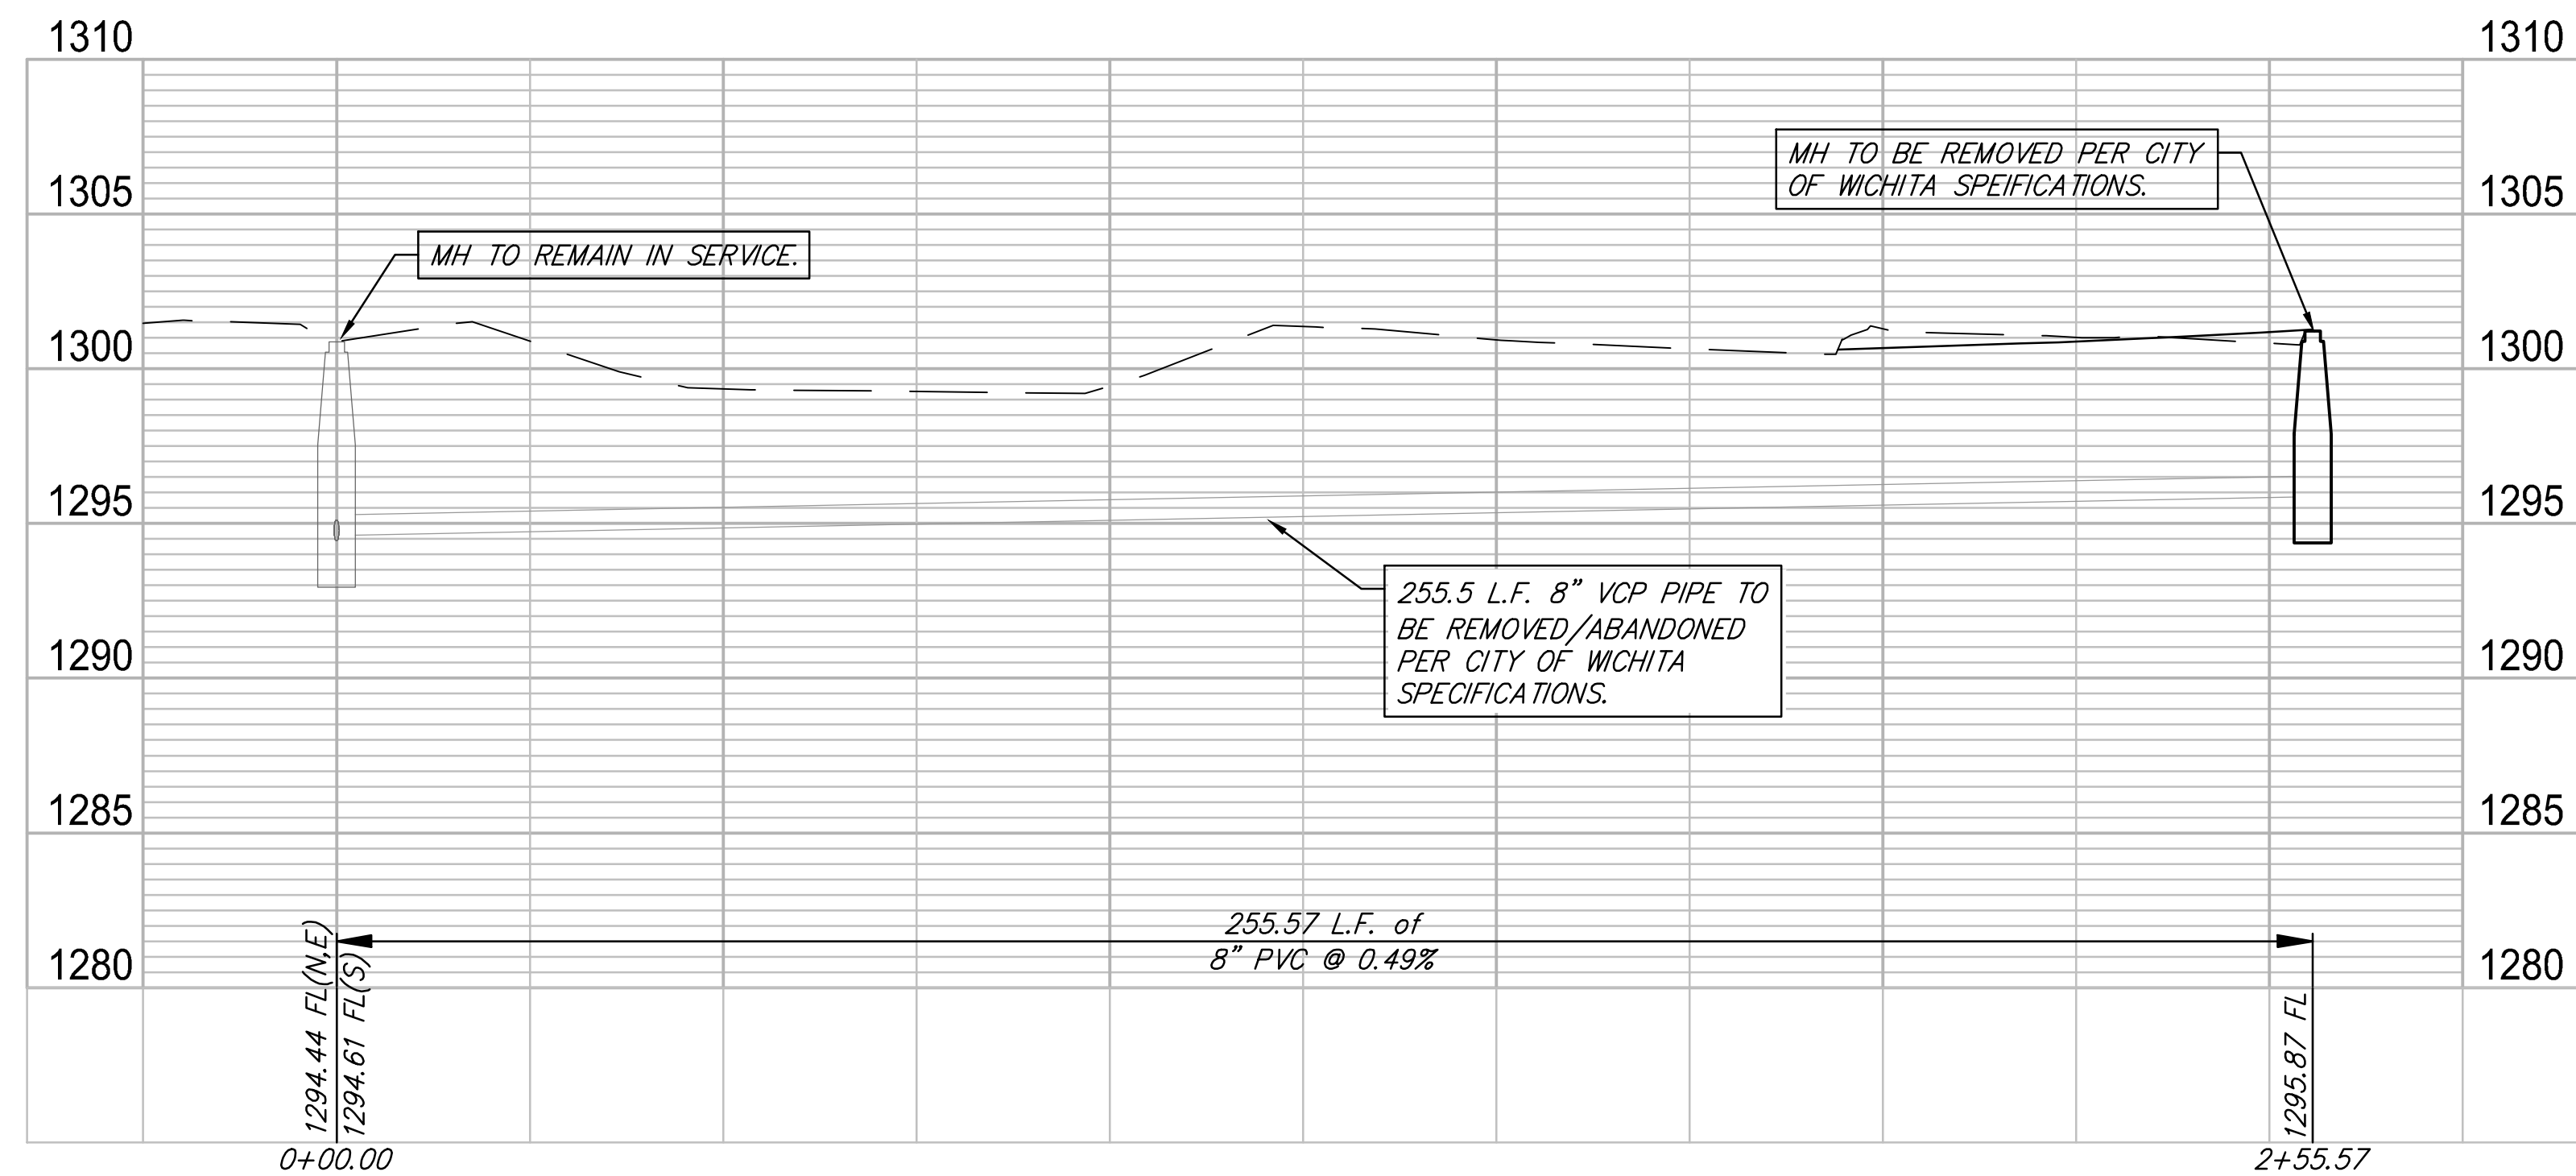 1310
1310
MH TO BE REMOVED PER CITY
OF WICHITA SPEIFICATIONS.
1305
1305
MH TO REMAIN IN SERVICE.
1300
1300
1295
1295
255.5 L.F. 8" VCP PIPE TO
BE REMOVED/ABANDONED
PER CITY OF WICHITA
SPECIFICATIONS.
1290
1290
1285
1285
255.57 L.F. of
8" PVC @ 0.49%
1280
1280
1294.44 FL(N,E)
1294.61 FL(S)
1295.87 FL
0+00.00
2+55.57